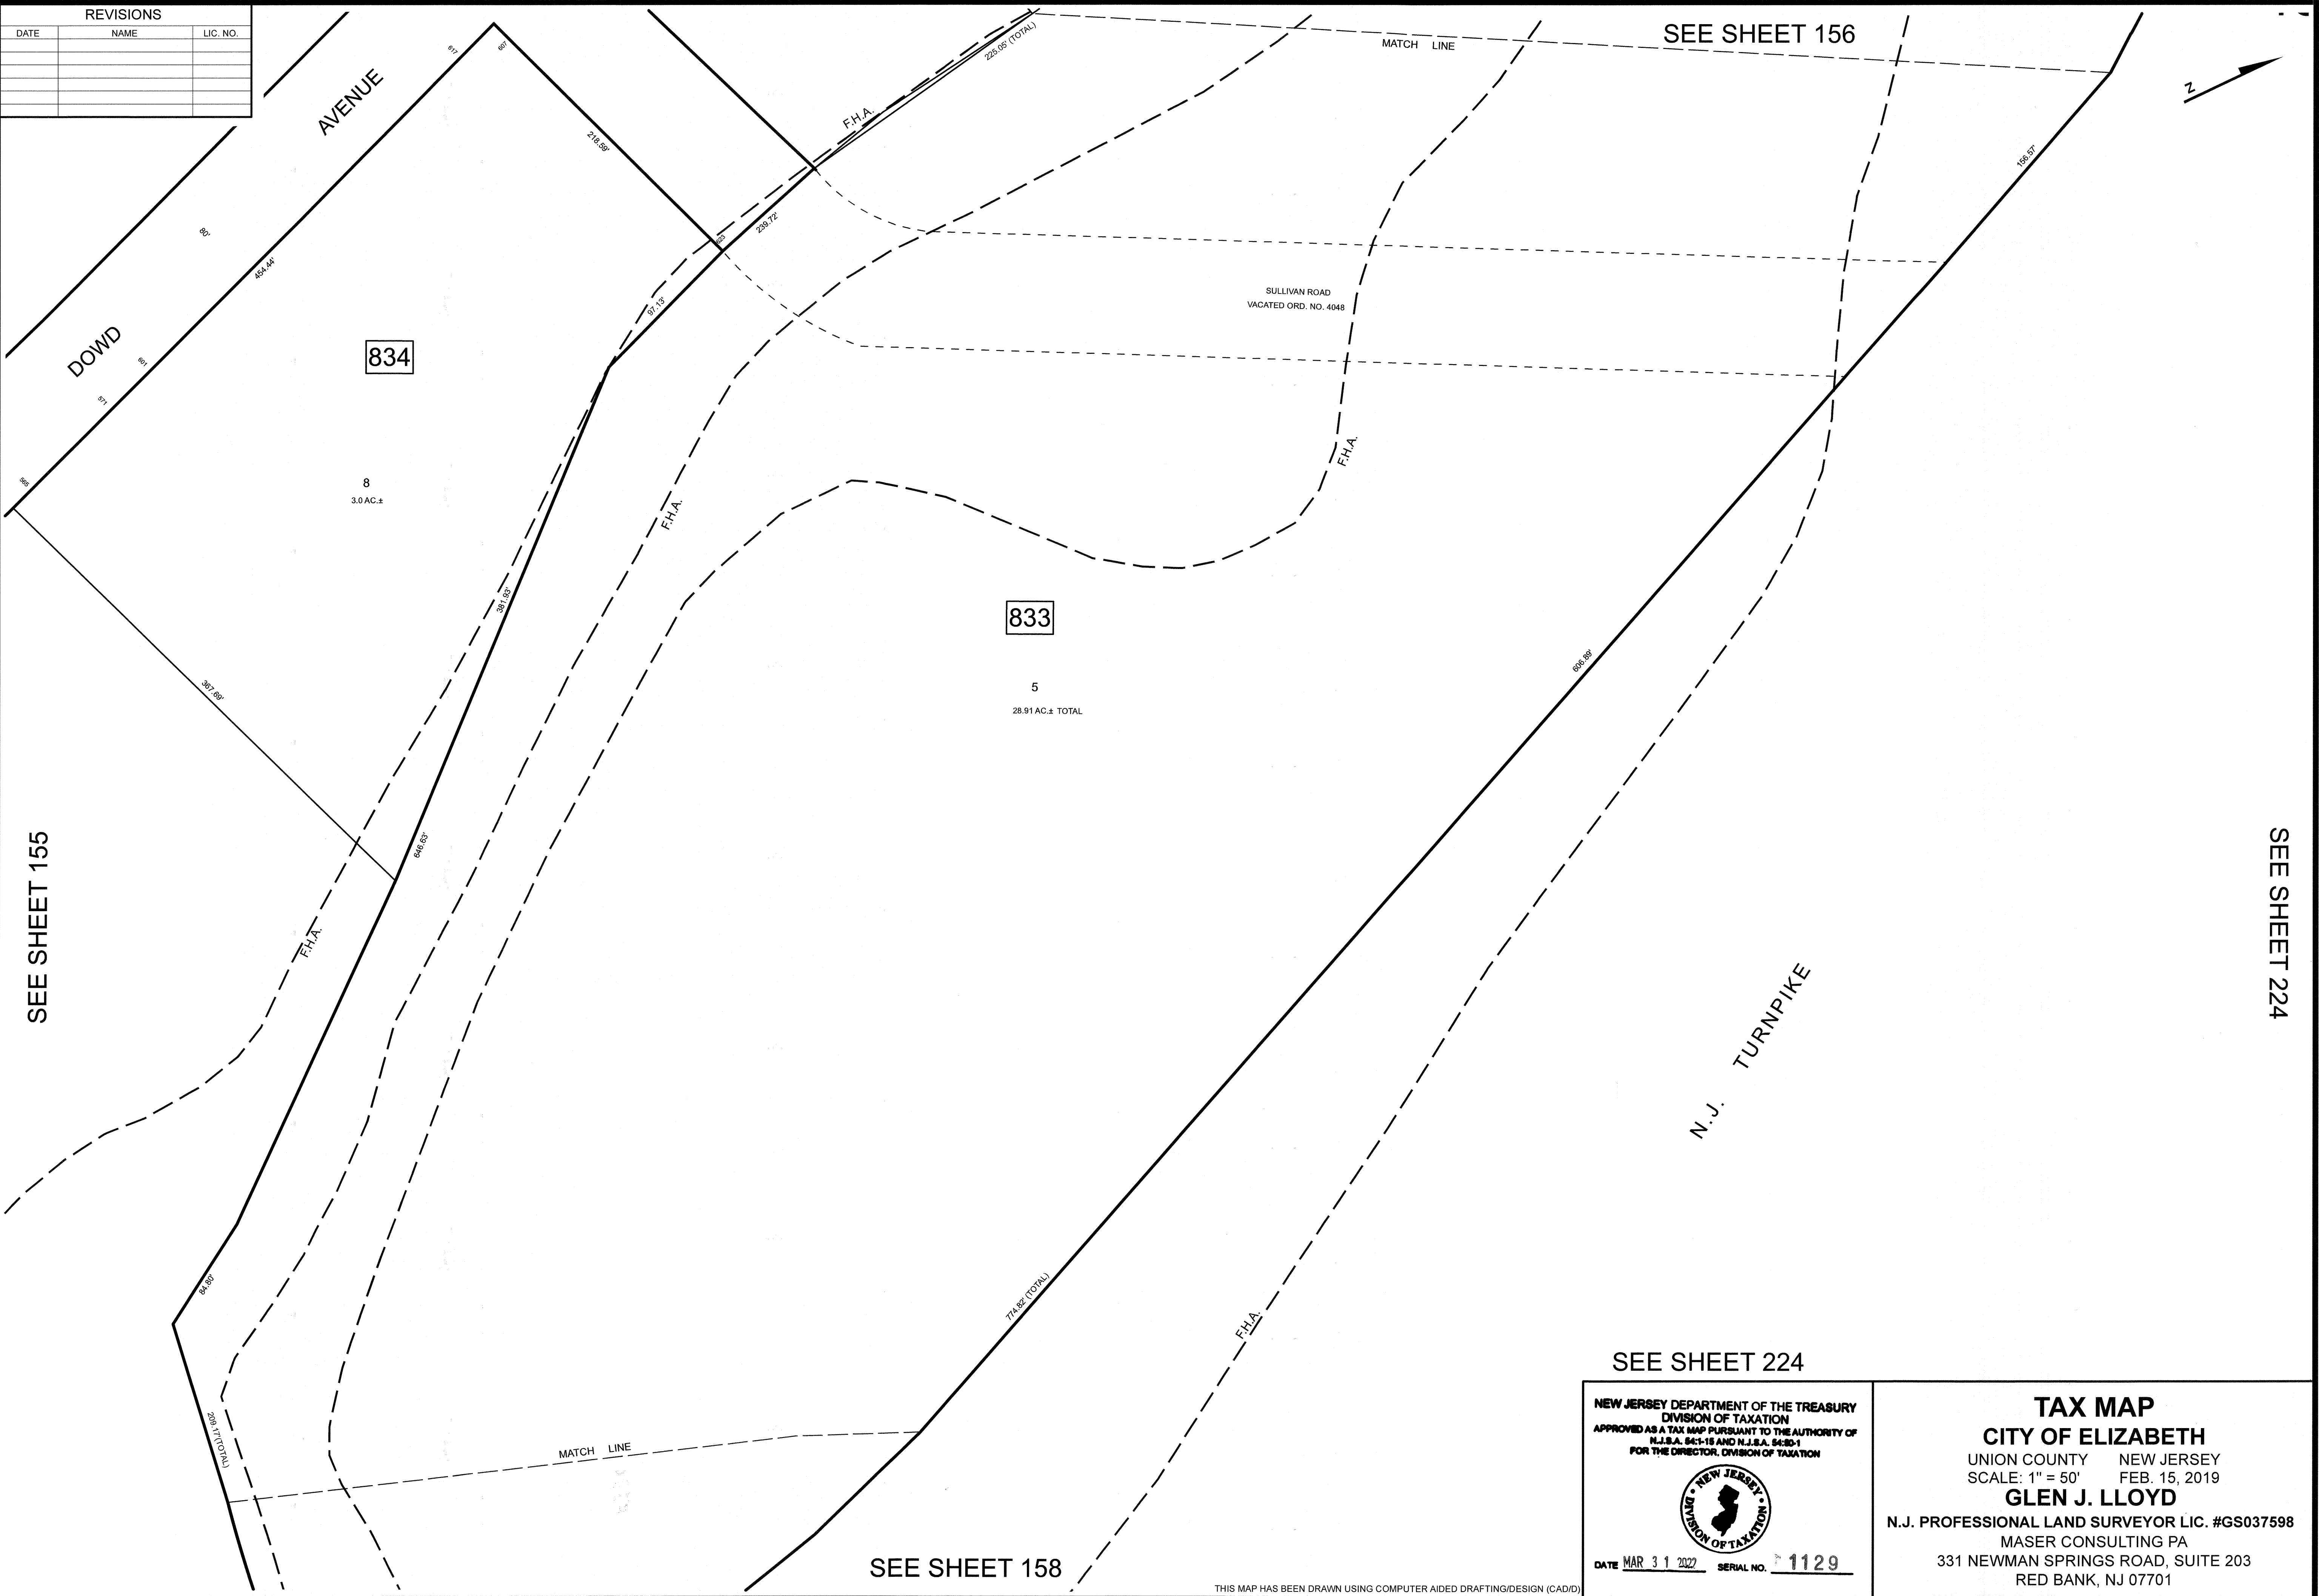 REVISIONS
DATE NAME LIC. NO.
SEE SHEET 156
MATCH LINE
N
DOWD AVENUE
80'
617
607
454.44'
601
571
565
218.59'
623
225.05' (TOTAL)
F.H.A.
239.72'
97.13'
156.57'
SULLIVAN ROAD
VACATED ORD. NO. 4048
834
8
3.0 AC.±
F.H.A.
F.H.A.
381.93'
367.69'
833
5
28.91 AC.± TOTAL
606.89'
646.63'
SEE SHEET 155
SEE SHEET 224
F.H.A.
N.J. TURNPIKE
84.80'
774.82' (TOTAL)
F.H.A.
209.17'(TOTAL)
MATCH LINE
SEE SHEET 158
SEE SHEET 224
THIS MAP HAS BEEN DRAWN USING COMPUTER AIDED DRAFTING/DESIGN (CAD/D)
NEW JERSEY DEPARTMENT OF THE TREASURY
DIVISION OF TAXATION
APPROVED AS A TAX MAP PURSUANT TO THE AUTHORITY OF
N.J.S.A. 54:1-15 AND N.J.S.A. 54:50-1
FOR THE DIRECTOR, DIVISION OF TAXATION
NEW JERSEY
DIVISION OF TAXATION
DATE MAR 31 2022 SERIAL NO. 1129
TAX MAP
CITY OF ELIZABETH
UNION COUNTY NEW JERSEY
SCALE: 1" = 50' FEB. 15, 2019
GLEN J. LLOYD
N.J. PROFESSIONAL LAND SURVEYOR LIC. #GS037598
MASER CONSULTING PA
331 NEWMAN SPRINGS ROAD, SUITE 203
RED BANK, NJ 07701